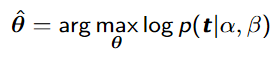 θ̂ = arg max_θ log p(t|α, β)